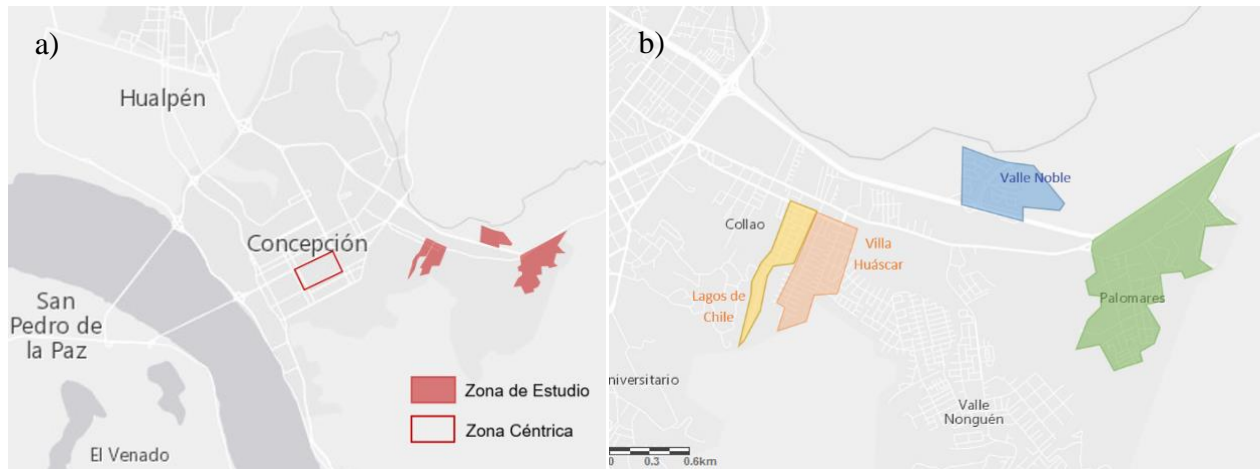 a)
Hualpén
Concepción
San
Pedro de
la Paz
El Venado
Zona de Estudio
Zona Céntrica
b)
Valle Noble
Collao
Villa
Huáscar
Lagos de
Chile
Palomares
niversitario
Valle
Nonguén
0 0.3 0.6km